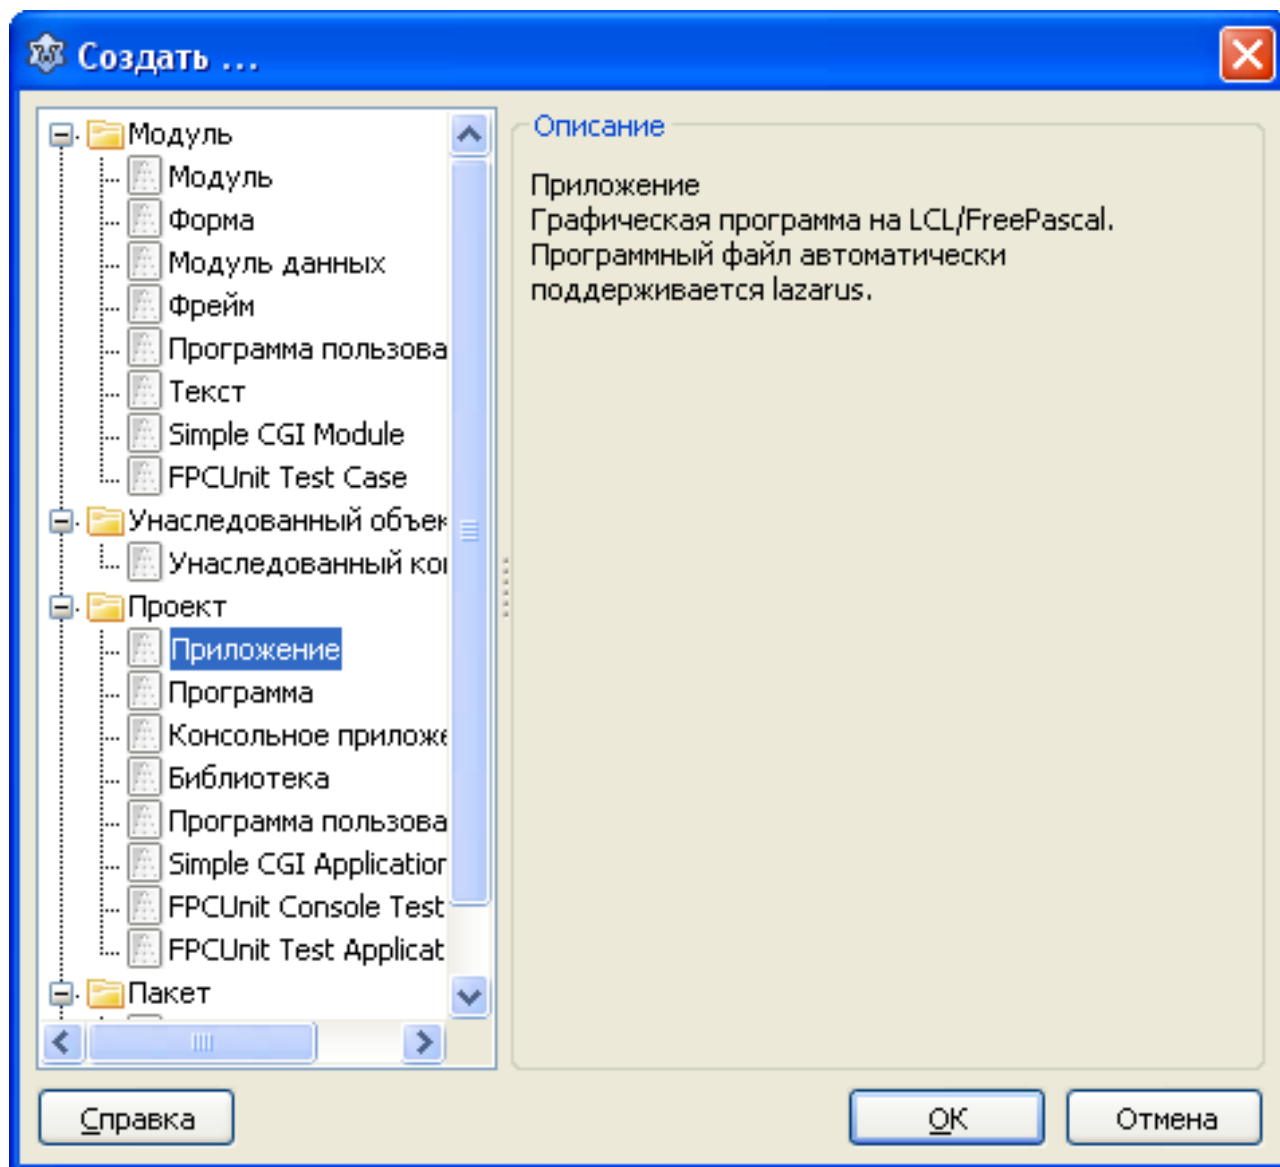 Создать ...
Модуль
Модуль
Форма
Модуль данных
Фрейм
Программа пользова
Текст
Simple CGI Module
FPCUnit Test Case
Унаследованный объек
Унаследованный ко
Проект
Приложение
Программа
Консольное прилож
Библиотека
Программа пользова
Simple CGI Application
FPCUnit Console Test
FPCUnit Test Applicat
Пакет
Описание
Приложение
Графическая программа на LCL/FreePascal.
Программный файл автоматически
поддерживается lazarus.
Справка
OK
Отмена